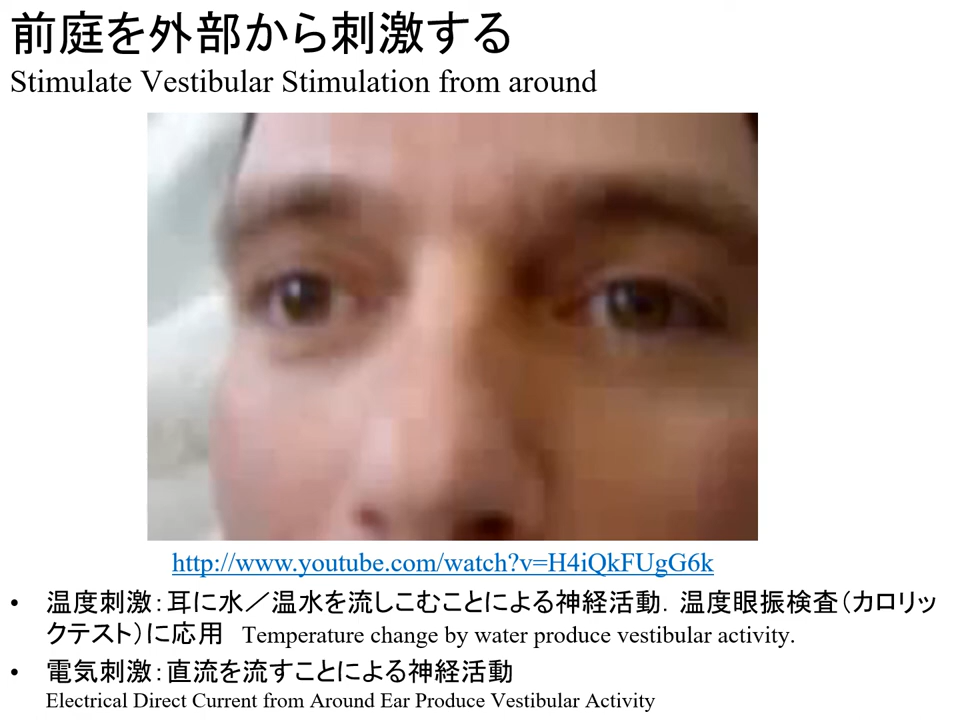 前庭を外部から刺激する
Stimulate Vestibular Stimulation from around
http://www.youtube.com/watch?v=H4iQkFUgG6k
• 温度刺激：耳に水／温水を流しこむことによる神経活動．温度眼振検査（カロリッ
クテスト）に応用 Temperature change by water produce vestibular activity.
• 電気刺激：直流を流すことによる神経活動
Electrical Direct Current from Around Ear Produce Vestibular Activity